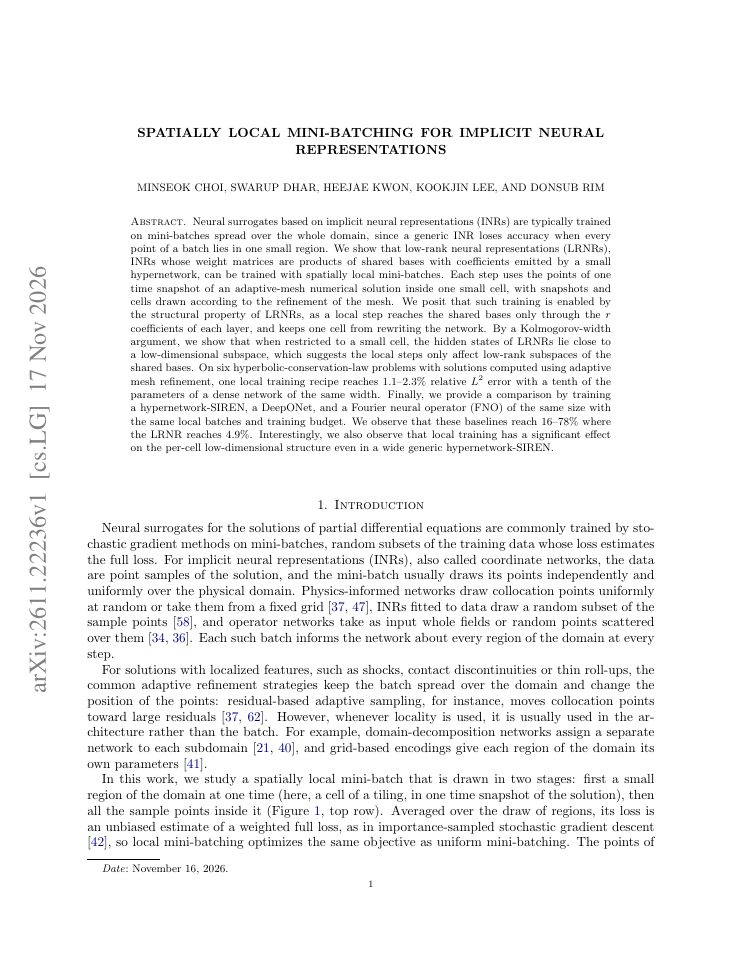 SPATIALLY LOCAL MINI-BATCHING FOR IMPLICIT NEURAL
REPRESENTATIONS
MINSEOK CHOI, SWARUP DHAR, HEEJAE KWON, KOOKJIN LEE, AND DONSUB RIM
Abstract. Neural surrogates based on implicit neural representations (INRs) are typically trained
on mini-batches spread over the whole domain, since a generic INR loses accuracy when every
point of a batch lies in one small region. We show that low-rank neural representations (LRNRs),
INRs whose weight matrices are products of shared bases with coefficients emitted by a small
hypernetwork, can be trained with spatially local mini-batches. Each step uses the points of one
time snapshot of an adaptive-mesh numerical solution inside one small cell, with snapshots and
cells drawn according to the refinement of the mesh. We posit that such training is enabled by
the structural property of LRNRs, as a local step reaches the shared bases only through the r
coefficients of each layer, and keeps one cell from rewriting the network. By a Kolmogorov-width
argument, we show that when restricted to a small cell, the hidden states of LRNRs lie close to
a low-dimensional subspace, which suggests the local steps only affect low-rank subspaces of the
shared bases. On six hyperbolic-conservation-law problems with solutions computed using adaptive
mesh refinement, one local training recipe reaches 1.1–2.3% relative L² error with a tenth of the
parameters of a dense network of the same width. Finally, we provide a comparison by training
a hypernetwork-SIREN, a DeepONet, and a Fourier neural operator (FNO) of the same size with
the same local batches and training budget. We observe that these baselines reach 16–78% where
the LRNR reaches 4.9%. Interestingly, we also observe that local training has a significant effect
on the per-cell low-dimensional structure even in a wide generic hypernetwork-SIREN.
1. Introduction
Neural surrogates for the solutions of partial differential equations are commonly trained by sto-
chastic gradient methods on mini-batches, random subsets of the training data whose loss estimates
the full loss. For implicit neural representations (INRs), also called coordinate networks, the data
are point samples of the solution, and the mini-batch usually draws its points independently and
uniformly over the physical domain. Physics-informed networks draw collocation points uniformly
at random or take them from a fixed grid [37, 47], INRs fitted to data draw a random subset of the
sample points [58], and operator networks take as input whole fields or random points scattered
over them [34, 36]. Each such batch informs the network about every region of the domain at every
step.
For solutions with localized features, such as shocks, contact discontinuities or thin roll-ups, the
common adaptive refinement strategies keep the batch spread over the domain and change the
position of the points: residual-based adaptive sampling, for instance, moves collocation points
toward large residuals [37, 62]. However, whenever locality is used, it is usually used in the ar-
chitecture rather than the batch. For example, domain-decomposition networks assign a separate
network to each subdomain [21, 40], and grid-based encodings give each region of the domain its
own parameters [41].
In this work, we study a spatially local mini-batch that is drawn in two stages: first a small
region of the domain at one time (here, a cell of a tiling, in one time snapshot of the solution), then
all the sample points inside it (Figure 1, top row). Averaged over the draw of regions, its loss is
an unbiased estimate of a weighted full loss, as in importance-sampled stochastic gradient descent
[42], so local mini-batching optimizes the same objective as uniform mini-batching. The points of
Date: November 16, 2026.
1
arXiv:2611.22236v1 [cs.LG] 17 Nov 2026